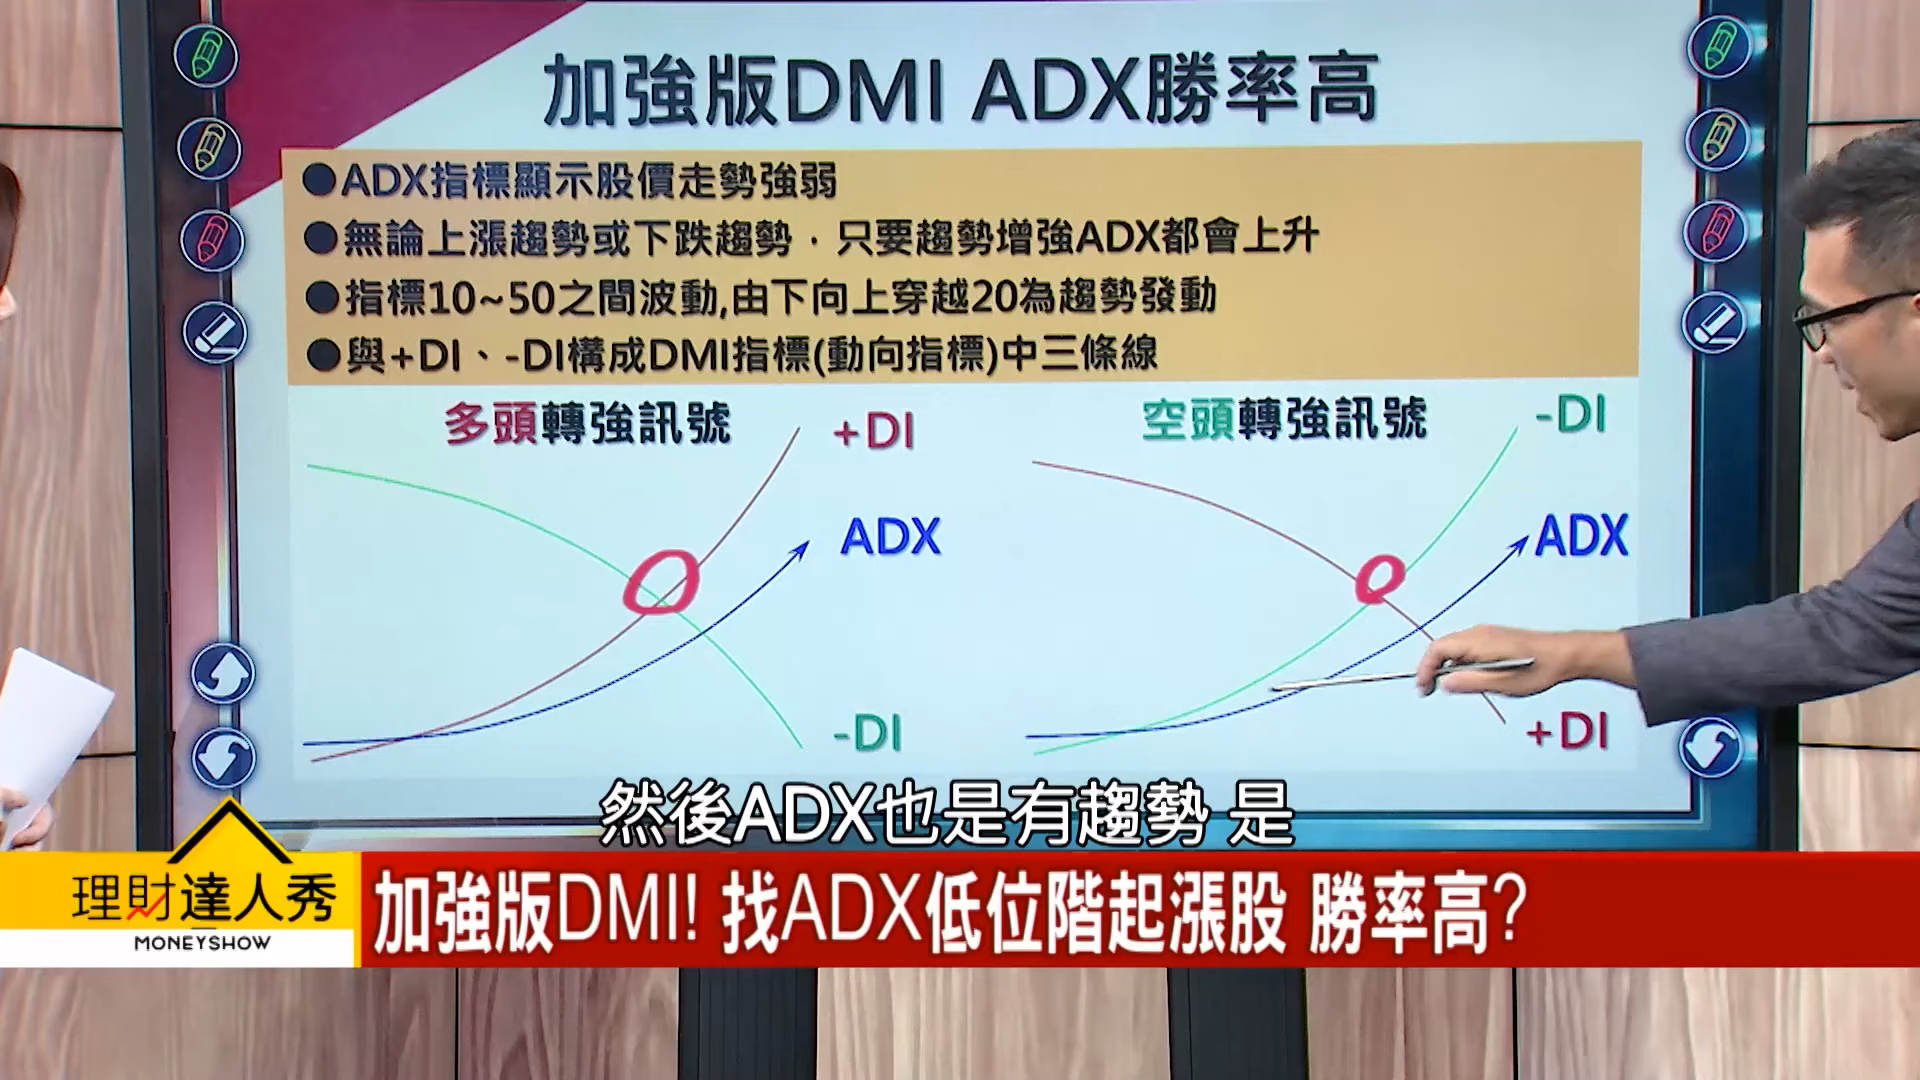 加強版DMI ADX勝率高
●ADX指標顯示股價走勢強弱
●無論上漲趨勢或下跌趨勢，只要趨勢增強ADX都會上升
●指標10~50之間波動,由下向上穿越20為趨勢發動
●與+DI、-DI構成DMI指標(動向指標)中三條線
多頭轉強訊號
+DI
ADX
-DI
空頭轉強訊號
-DI
ADX
+DI
然後ADX也是有趨勢 是
理財達人秀
MONEYSHOW
加強版DMI! 找ADX低位階起漲股 勝率高?